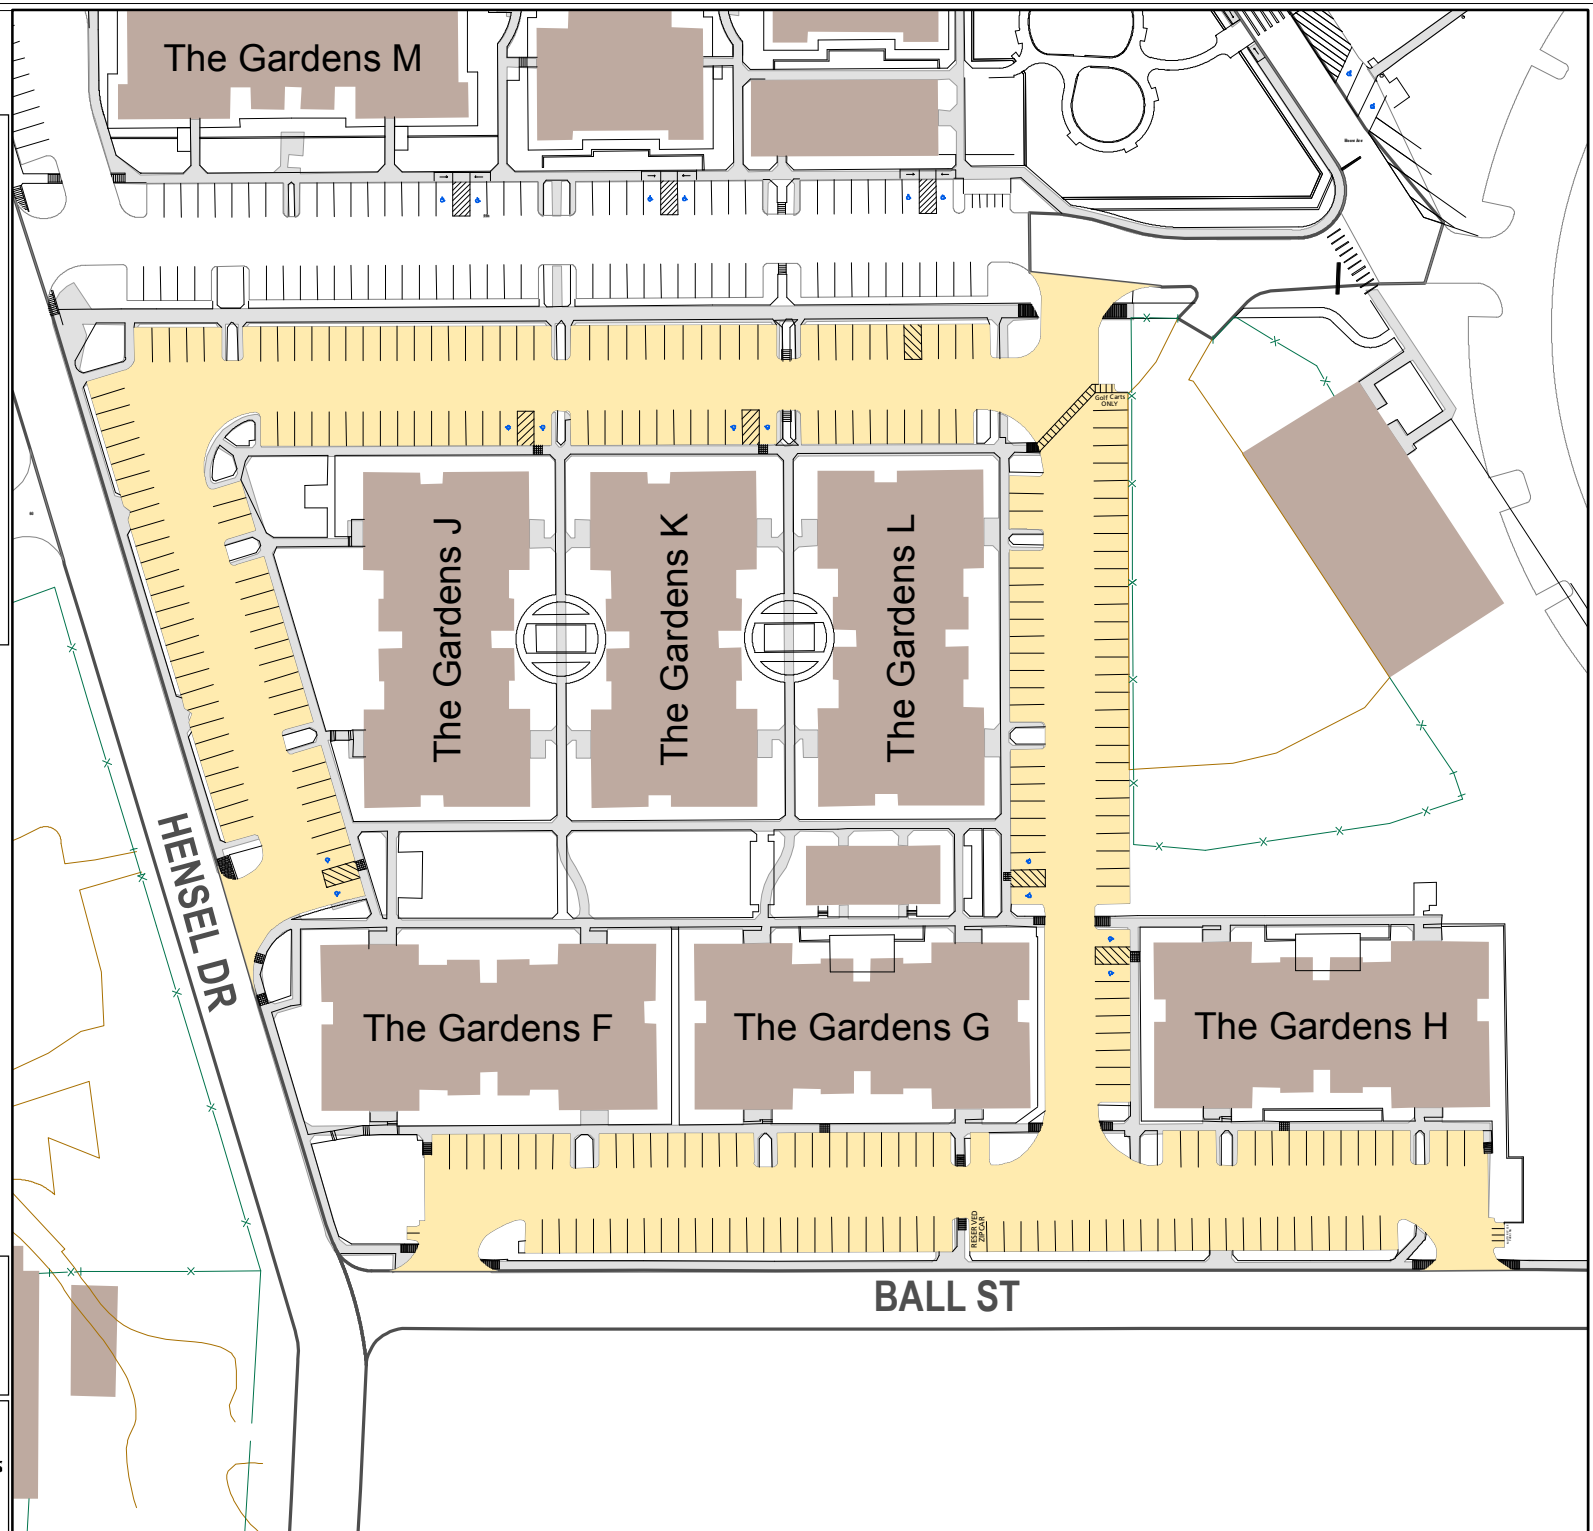 The Gardens M
Golf Carts
ONLY
The Gardens J
The Gardens K
The Gardens L
HENSEL DR
The Gardens F
The Gardens G
The Gardens H
RESERVED
ZIPCAR
BALL ST